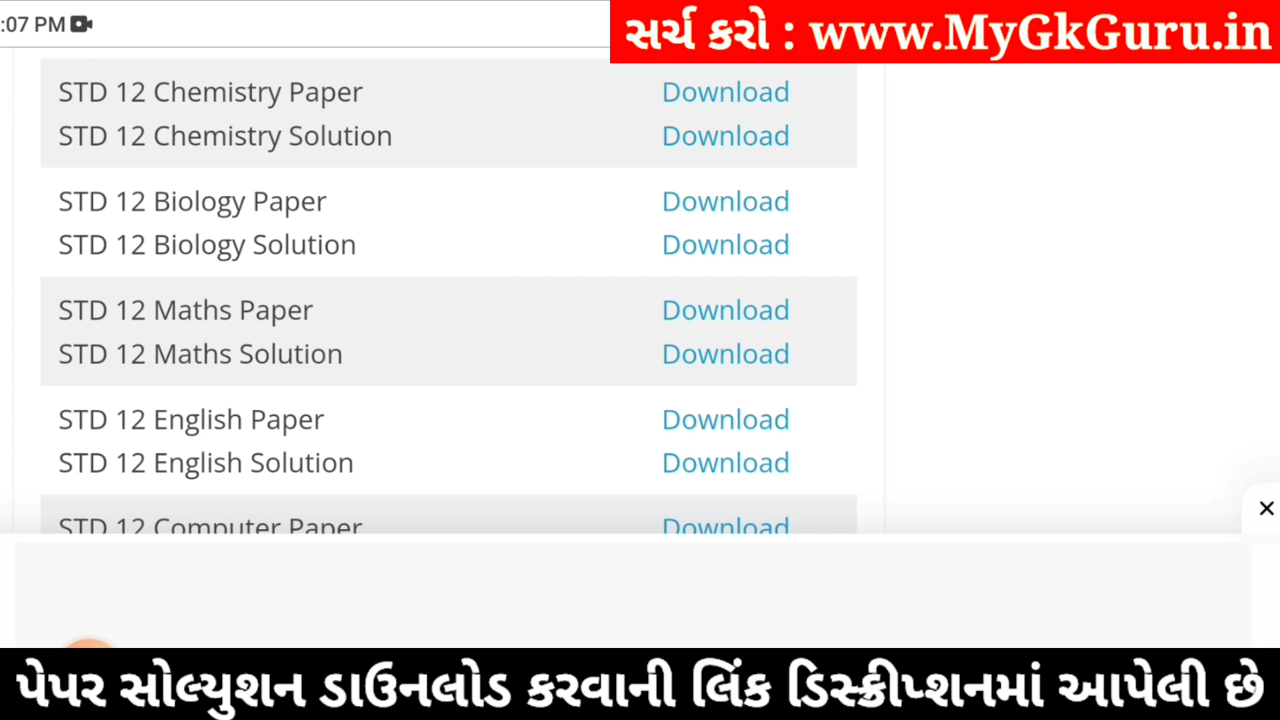 :07 PM
સર્ચ કરો : www.MyGkGuru.in
STD 12 Chemistry Paper Download
STD 12 Chemistry Solution Download
STD 12 Biology Paper Download
STD 12 Biology Solution Download
STD 12 Maths Paper Download
STD 12 Maths Solution Download
STD 12 English Paper Download
STD 12 English Solution Download
STD 12 Computer Paper Download
પેપર સોલ્યુશન ડાઉનલોડ કરવાની લિંક ડિસ્ક્રીપ્શનમાં આપેલી છે